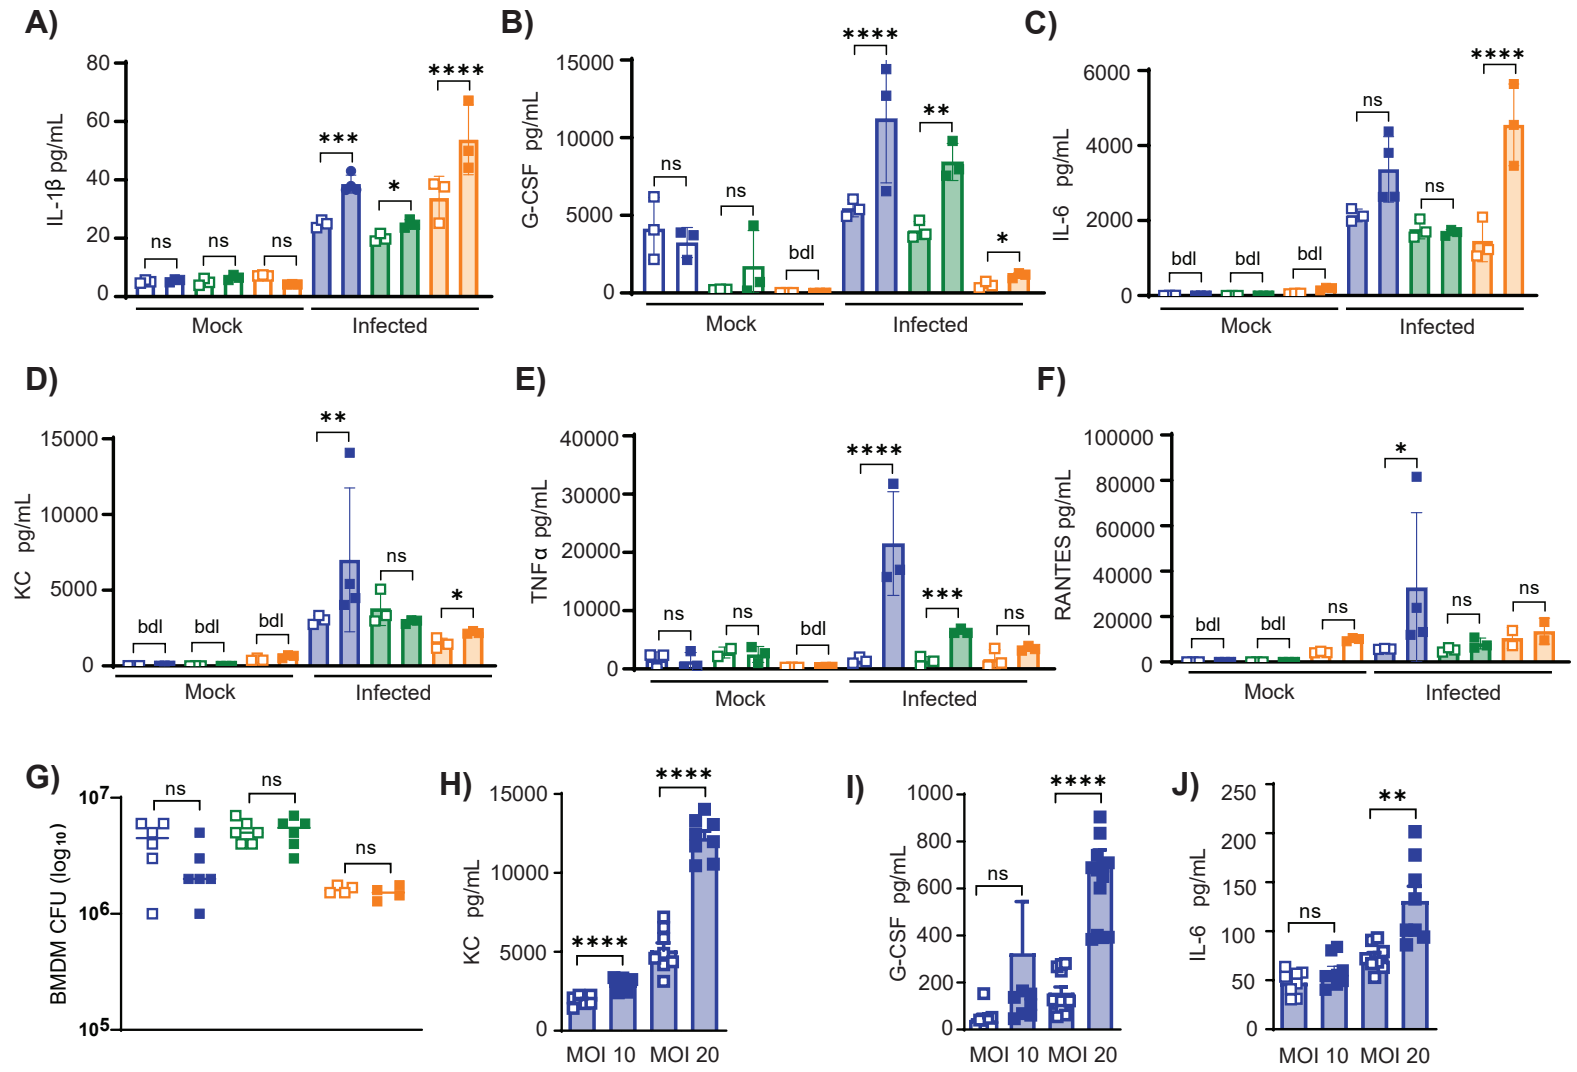 A)
IL-1β pg/mL
80
60
40
20
0
ns
ns
ns
***
*
****
Mock
Infected
B)
G-CSF pg/mL
15000
10000
5000
0
ns
ns
bdl
****
**
*
Mock
Infected
C)
IL-6 pg/mL
6000
4000
2000
0
bdl
bdl
bdl
ns
ns
****
Mock
Infected
D)
KC pg/mL
15000
10000
5000
0
bdl
bdl
bdl
**
ns
*
Mock
Infected
E)
TNFα pg/mL
40000
30000
20000
10000
0
ns
ns
bdl
****
***
ns
Mock
Infected
F)
RANTES pg/mL
100000
80000
60000
40000
20000
0
bdl
bdl
ns
*
ns
ns
Mock
Infected
G)
BMDM CFU (log10)
10^7
10^6
10^5
ns
ns
ns
H)
KC pg/mL
15000
10000
5000
0
****
****
MOI 10 MOI 20
I)
G-CSF pg/mL
1000
800
600
400
200
0
ns
****
MOI 10 MOI 20
J)
IL-6 pg/mL
250
200
150
100
50
0
ns
**
MOI 10 MOI 20